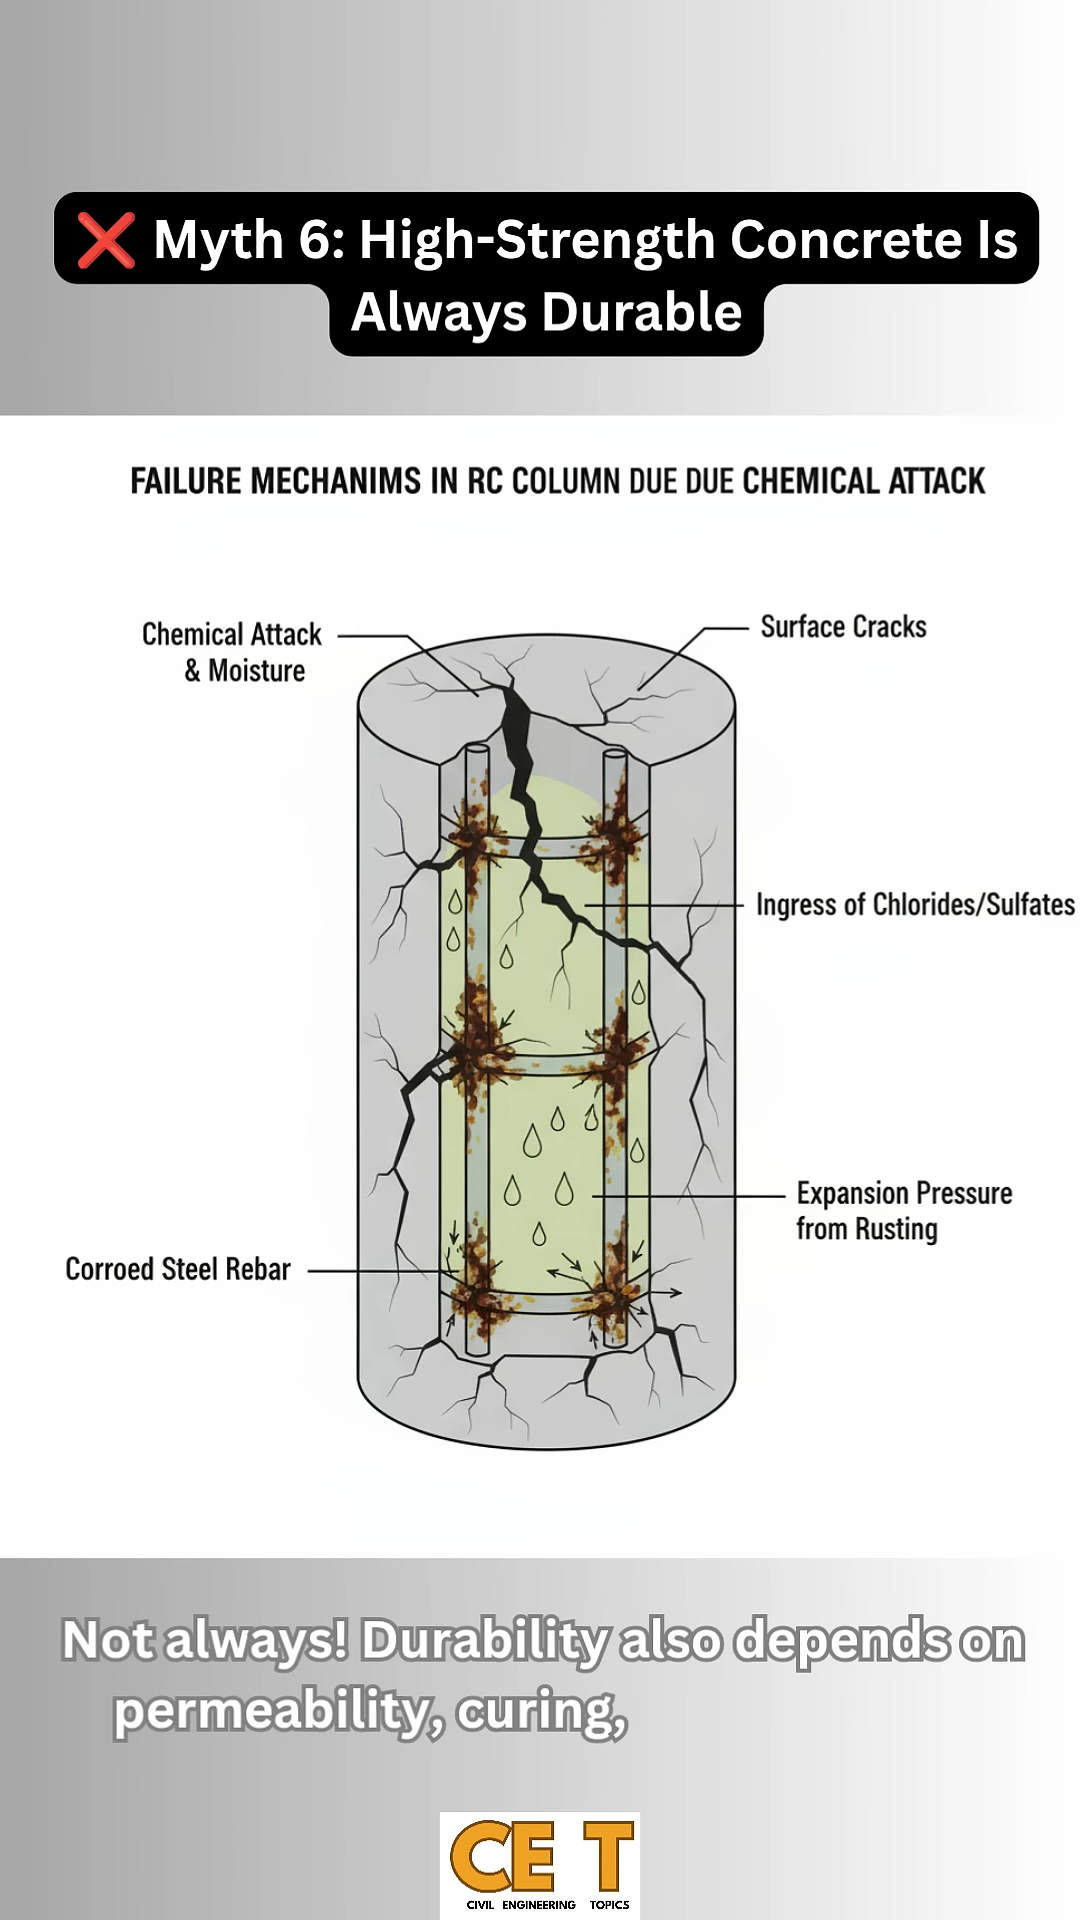 ❌ Myth 6: High-Strength Concrete Is
Always Durable
FAILURE MECHANIMS IN RC COLUMN DUE DUE CHEMICAL ATTACK
Chemical Attack
& Moisture
Surface Cracks
Ingress of Chlorides/Sulfates
Expansion Pressure
from Rusting
Corroed Steel Rebar
Not always! Durability also depends on
permeability, curing,
CE T
CIVIL ENGINEERING TOPICS